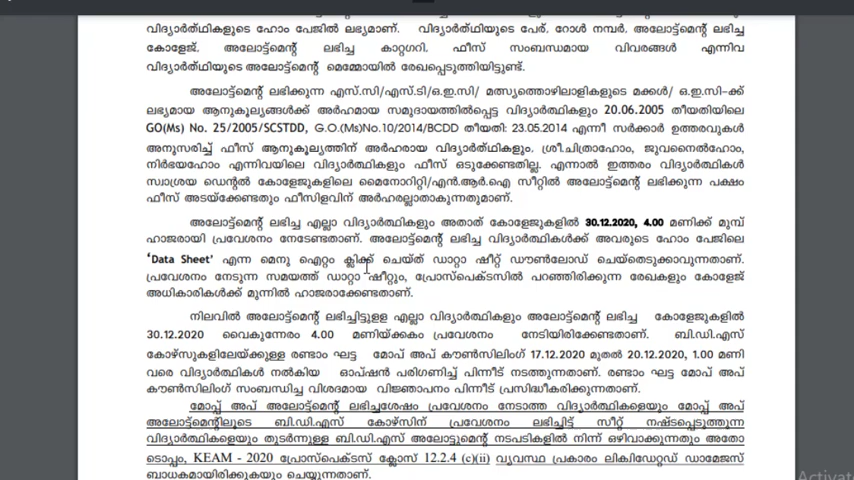 വിദ്യാർത്ഥികളുടെ ഹോം പേജിൽ ലഭ്യമാണ്. വിദ്യാർത്ഥിയുടെ പേര്, റോൾ നമ്പർ, അലോട്ട്മെന്റ് ലഭിച്ച
കോളേജ്, അലോട്ട്മെന്റ് ലഭിച്ച കാറ്റഗറി, ഫീസ് സംബന്ധമായ വിവരങ്ങൾ എന്നിവ
വിദ്യാർത്ഥിയുടെ അലോട്ട്മെന്റ് മെമ്മോയിൽ രേഖപ്പെടുത്തിയിട്ടുണ്ട്.
അലോട്ട്മെന്റ് ലഭിക്കുന്ന എസ്.സി/എസ്.ടി/ഒ.ഇ.സി/ മത്സ്യത്തൊഴിലാളികളുടെ മക്കൾ/ ഒ.ഇ.സി-ക്ക്
ലഭ്യമായ ആനുകൂല്യങ്ങൾക്ക് അർഹമായ സമുദായത്തിൽപ്പെട്ട വിദ്യാർത്ഥികളും 20.06.2005 തീയതിയിലെ
GO(Ms) No. 25/2005/SCSTDD, G.O.(Ms)No.10/2014/BCDD തീയതി: 23.05.2014 എന്നീ സർക്കാർ ഉത്തരവുകൾ
അനുസരിച്ച് ഫീസ് ആനുകൂല്യത്തിന് അർഹരായ വിദ്യാർത്ഥികളും, ശ്രീ.ചിത്രാഹോം, ജുവനൈൽഹോം,
നിർഭയഹോം എന്നിവയിലെ വിദ്യാർത്ഥികളും ഫീസ് ഒടുക്കേണ്ടതില്ല. എന്നാൽ ഇത്തരം വിദ്യാർത്ഥികൾ
സ്വാശ്രയ ഡെന്റൽ കോളേജുകളിലെ മൈനോറിറ്റി/എൻ.ആർ.ഐ സീറ്റിൽ അലോട്ട്മെന്റ് ലഭിക്കുന്ന പക്ഷം
ഫീസ് അടയ്ക്കേണ്ടതും ഫീസിളവിന് അർഹരല്ലാതാകുന്നതുമാണ്.
അലോട്ട്മെന്റ് ലഭിച്ച എല്ലാ വിദ്യാർത്ഥികളും അതാത് കോളേജുകളിൽ 30.12.2020, 4.00 മണിക്ക് മുമ്പ്
ഹാജരായി പ്രവേശനം നേടേണ്ടതാണ്. അലോട്ട്മെന്റ് ലഭിച്ച വിദ്യാർത്ഥികൾക്ക് അവരുടെ ഹോം പേജിലെ
'Data Sheet' എന്ന മെനു ഐറ്റം ക്ലിക്ക് ചെയ്ത് ഡാറ്റാ ഷീറ്റ് ഡൗൺലോഡ് ചെയ്തെടുക്കാവുന്നതാണ്.
പ്രവേശനം നേടുന്ന സമയത്ത് ഡാറ്റാ ഷീറ്റും, പ്രോസ്പെക്ടസിൽ പറഞ്ഞിരിക്കുന്ന രേഖകളും കോളേജ്
അധികാരികൾക്ക് മുന്നിൽ ഹാജരാക്കേണ്ടതാണ്.
നിലവിൽ അലോട്ട്മെന്റ് ലഭിച്ചിട്ടുളള എല്ലാ വിദ്യാർത്ഥികളും അലോട്ട്മെന്റ് ലഭിച്ച കോളേജുകളിൽ
30.12.2020 വൈകുന്നേരം 4.00 മണിയ്ക്കകം പ്രവേശനം നേടിയിരിക്കേണ്ടതാണ്. ബി.ഡി.എസ്
കോഴ്സുകളിലേയ്ക്കുള്ള രണ്ടാം ഘട്ട മോപ് അപ് കൗൺസിലിംഗ് 17.12.2020 മുതൽ 20.12.2020, 1.00 മണി
വരെ വിദ്യാർത്ഥികൾ നൽകിയ ഓപ്ഷൻ പരിഗണിച്ച് പിന്നീട് നടത്തുന്നതാണ്. രണ്ടാം ഘട്ട മോപ് അപ്
കൗൺസിലിംഗ് സംബന്ധിച്ച വിശദമായ വിജ്ഞാപനം പിന്നീട് പ്രസിദ്ധീകരിക്കുന്നതാണ്.
മോപ്പ് അപ് അലോട്ട്മെന്റ് ലഭിച്ചശേഷം പ്രവേശനം നേടാത്ത വിദ്യാർത്ഥികളെയും മോപ്പ് അപ്
അലോട്ട്മെന്റിലൂടെ ബി.ഡി.എസ് കോഴ്സിന് പ്രവേശനം ലഭിച്ചിട്ട് സീറ്റ് നഷ്ടപ്പെടുത്തുന്ന
വിദ്യാർത്ഥികളെയും തുടർന്നുള്ള ബി.ഡി.എസ് അലോട്ടുമെന്റ് നടപടികളിൽ നിന്ന് ഒഴിവാക്കുന്നതും അതോ
ടൊപ്പം, KEAM - 2020 പ്രോസ്പെക്ടസ് ക്ലോസ് 12.2.4 (c)(ii) വ്യവസ്ഥ പ്രകാരം ലിക്വിഡേറ്റഡ് ഡാമേജസ്
ബാധകമായിരിക്കുകയും ചെയ്യുന്നതാണ്.